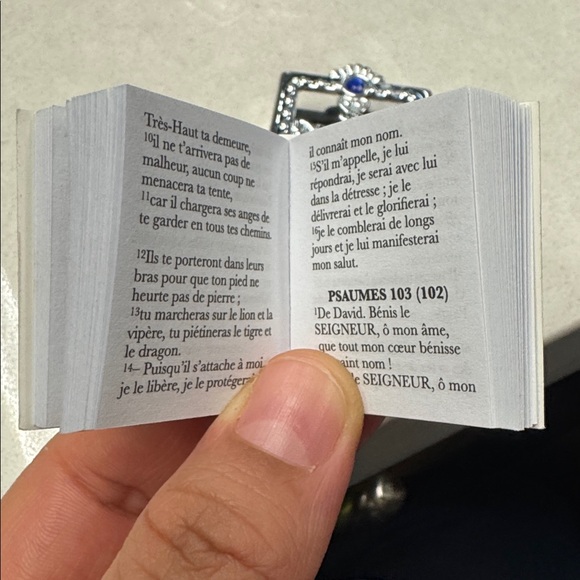 Très-Haut ta demeure,
10il ne t'arrivera pas de
malheur, aucun coup ne
menacera ta tente,
11car il chargera ses anges de
te garder en tous tes chemins.
12Ils te porteront dans leurs
bras pour que ton pied ne
heurte pas de pierre ;
13tu marcheras sur le lion et la
vipère, tu piétineras le tigre et
le dragon.
14– Puisqu'il s'attache à moi
je le libère, je le protéger
il connaît mon nom.
15S'il m'appelle, je lui
répondrai, je serai avec lui
dans la détresse ; je le
délivrerai et le glorifierai ;
16je le comblerai de longs
jours et je lui manifesterai
mon salut.
PSAUMES 103 (102)
1De David. Bénis le
SEIGNEUR, ô mon âme,
que tout mon cœur bénisse
aint nom !
le SEIGNEUR, ô mon